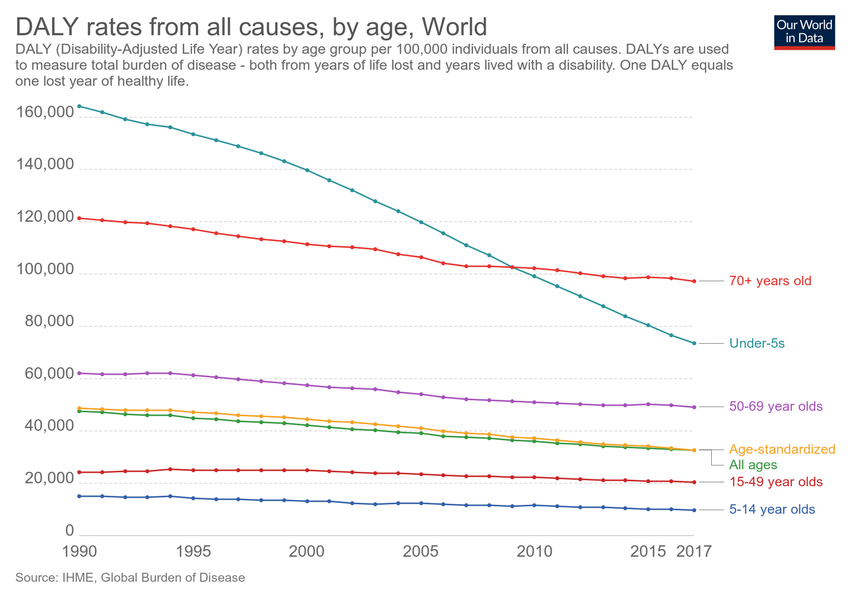 DALY rates from all causes, by age, World
Our World
in Data
DALY (Disability-Adjusted Life Year) rates by age group per 100,000 individuals from all causes. DALYs are used
to measure total burden of disease - both from years of life lost and years lived with a disability. One DALY equals
one lost year of healthy life.
160,000
140,000
120,000
100,000
80,000
60,000
40,000
20,000
0
70+ years old
Under-5s
50-69 year olds
Age-standardized
All ages
15-49 year olds
5-14 year olds
1990 1995 2000 2005 2010 2015 2017
Source: IHME, Global Burden of Disease